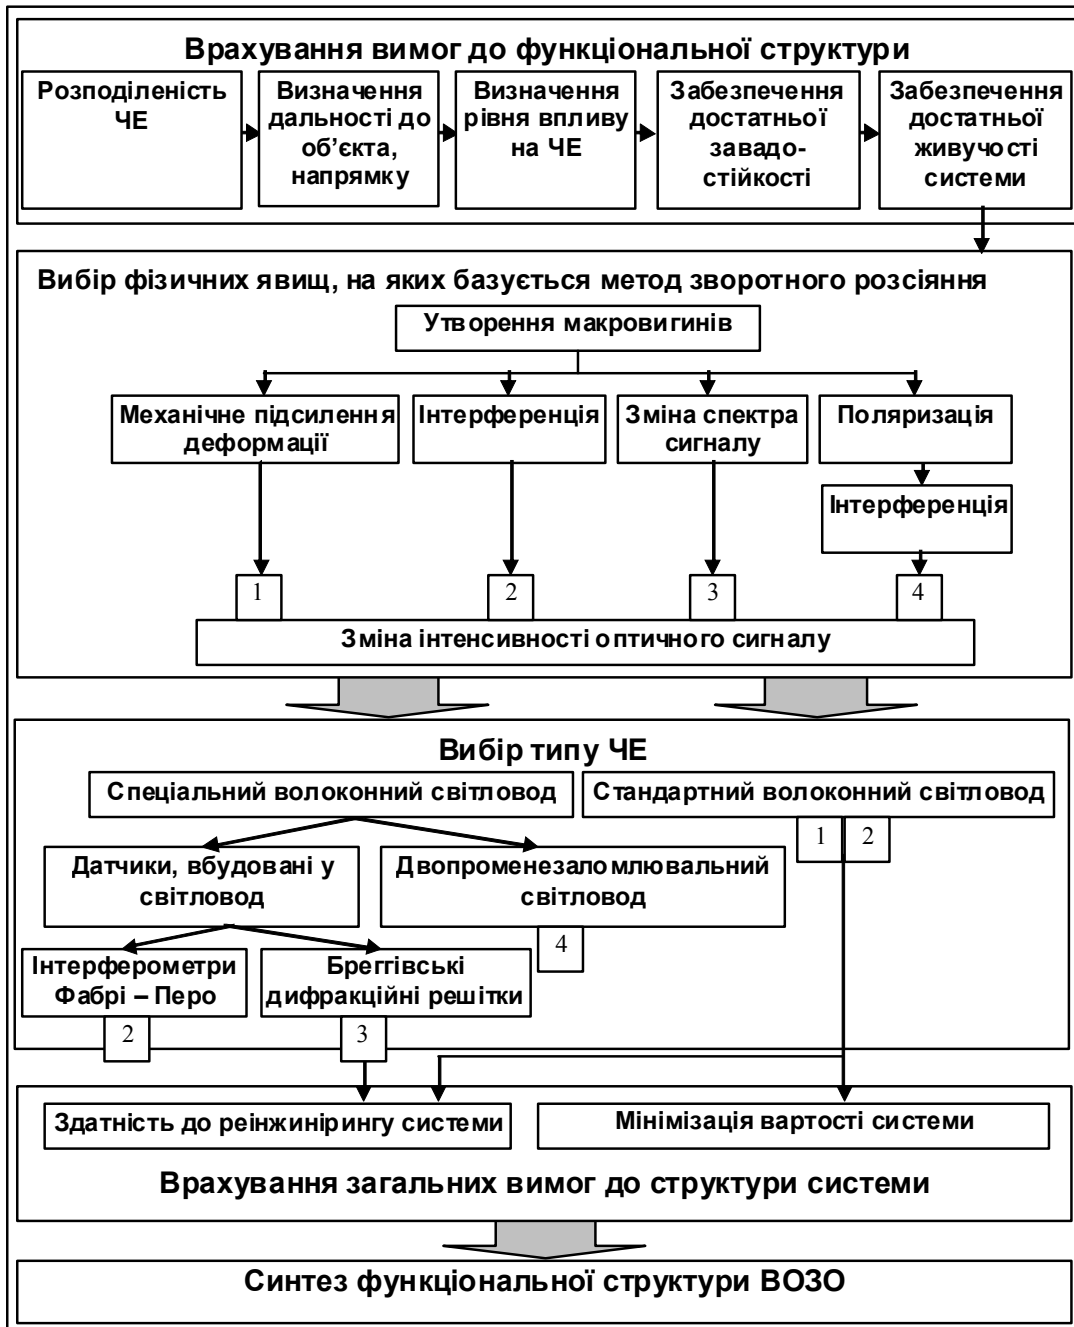 Врахування вимог до функціональної структури
Розподіленість
ЧЕ
Визначення
дальності до
об’єкта,
напрямку
Визначення
рівня впливу
на ЧЕ
Забезпечення
достатньої
завадо-
стійкості
Забезпечення
достатньої
живучості
системи
Вибір фізичних явищ, на яких базується метод зворотного розсіяння
Утворення макровигинів
Механічне підсилення
деформації
Інтерференція
Зміна спектра
сигналу
Поляризація
Інтерференція
1
2
3
4
Зміна інтенсивності оптичного сигналу
Вибір типу ЧЕ
Спеціальний волоконний світловод
Стандартний волоконний світловод
1
2
Датчики, вбудовані у
світловод
Двопроменезаломлювальний
світловод
4
Інтерферометри
Фабрі – Перо
Бреггівські
дифракційні решітки
2
3
Здатність до реінжинірингу системи
Мінімізація вартості системи
Врахування загальних вимог до структури системи
Синтез функціональної структури ВОЗО